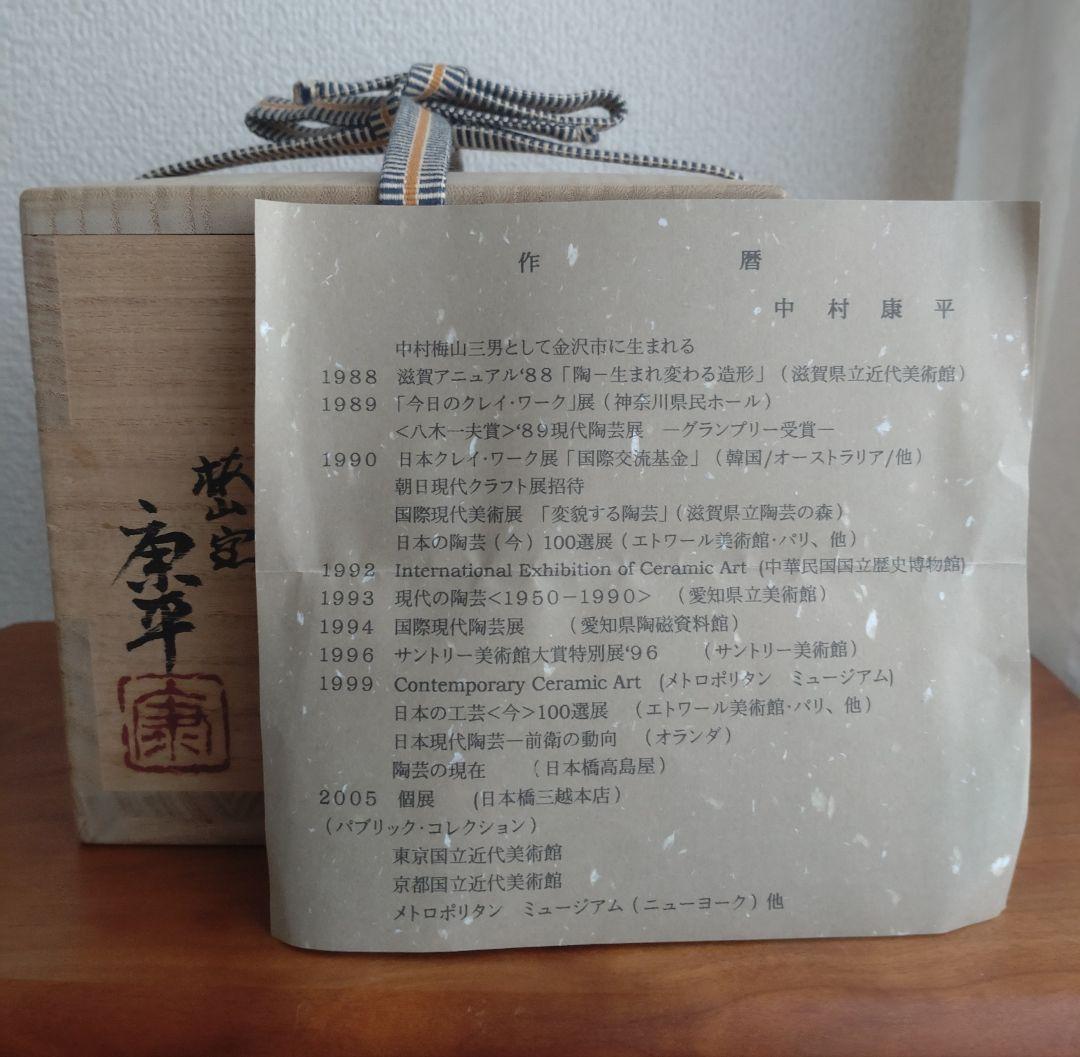 作 暦
中 村 康 平
中村梅山三男として金沢市に生まれる
1988 滋賀アニュアル‘88「陶－生まれ変わる造形」(滋賀県立近代美術館)
1989 「今日のクレイ・ワーク」展(神奈川県民ホール)
<八木一夫賞>‘89現代陶芸展 ―グランプリー受賞―
1990 日本クレイ・ワーク展「国際交流基金」(韓国/オーストラリア/他)
朝日現代クラフト展招待
国際現代美術展 「変貌する陶芸」(滋賀県立陶芸の森)
日本の陶芸(今)100選展(エトワール美術館・パリ、他)
1992 International Exhibition of Ceramic Art (中華民国国立歴史博物館)
1993 現代の陶芸<1950－1990> (愛知県立美術館)
1994 国際現代陶芸展 (愛知県陶磁資料館)
1996 サントリー美術館大賞特別展‘96 (サントリー美術館)
1999 Contemporary Ceramic Art (メトロポリタン ミュージアム)
日本の工芸<今>100選展 (エトワール美術館・パリ、他)
日本現代陶芸―前衛の動向 (オランダ)
陶芸の現在 (日本橋高島屋)
2005 個展 (日本橋三越本店)
(パブリック・コレクション)
東京国立近代美術館
京都国立近代美術館
メトロポリタン ミュージアム(ニューヨーク)他
梅山窯
康平
康